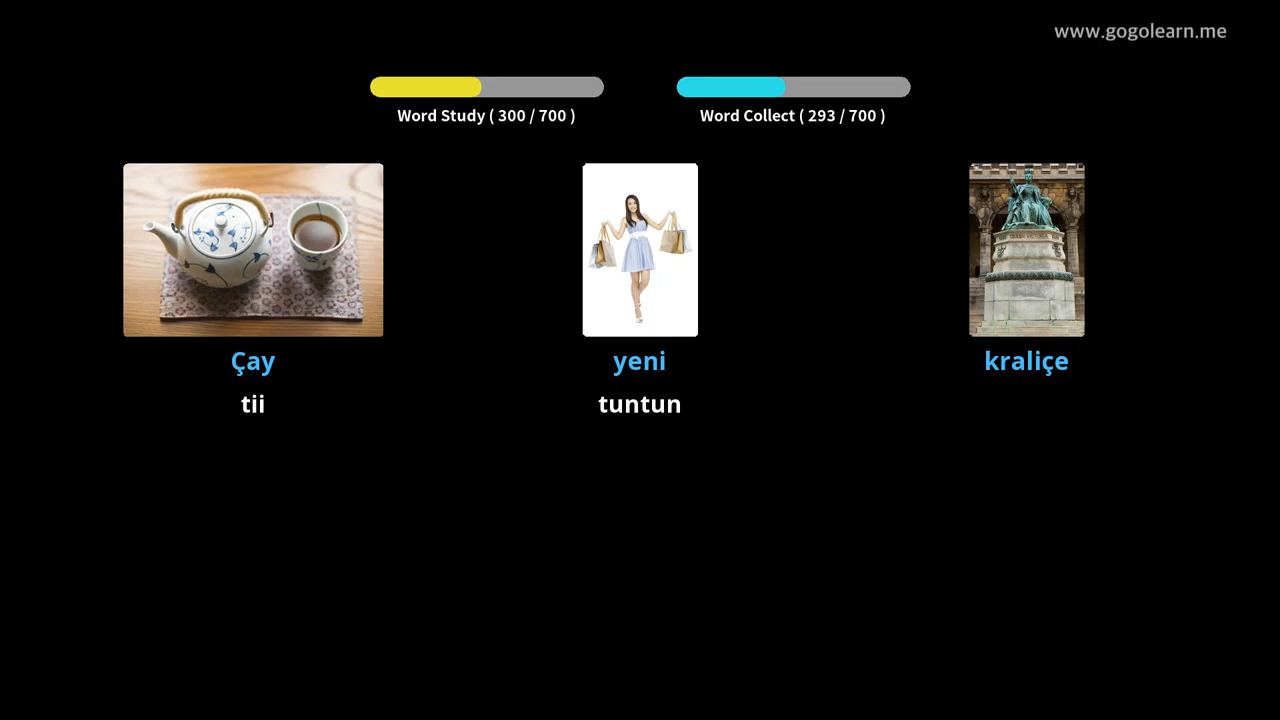 www.gogolearn.me
Word Study ( 300 / 700 )
Word Collect ( 293 / 700 )
Çay
yeni
kraliçe
tii
tuntun